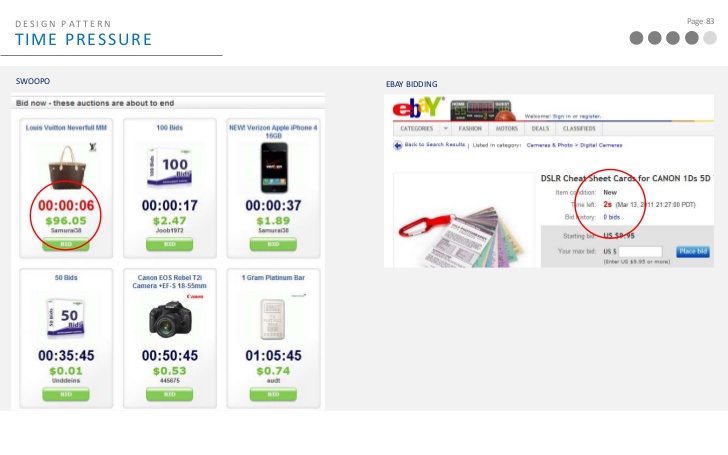 DESIGN PATTERN
TIME PRESSURE
Page 83
SWOOPO
Bid now - these auctions are about to end
Louis Vuitton Neverfull MM
00:00:06
$96.05
Samurai38
BID
100 Bids
100
Bids
00:00:17
$2.47
Joob1972
BID
NEW! Verizon Apple iPhone 4
16GB
00:00:37
$1.89
Samurai38
BID
50 Bids
50
Bids
00:35:45
$0.01
Unddeina
BID
Canon EOS Rebel T2i
Camera +EF-S 18-55mm
Canon
00:50:45
$0.53
445675
BID
1 Gram Platinum Bar
01:05:45
$0.74
audt
BID
EBAY BIDDING
ebaY
Welcome! Sign in or register.
CATEGORIES
FASHION
MOTORS
DEALS
CLASSIFIEDS
Back to Search Results | Listed in category: Cameras & Photo > Digital Cameras
DSLR Cheat Sheet Cards for CANON 1Ds 5D
Item condition: New
Time left: 2s (Mar 13, 2011 21:27:00 PDT)
Bid history: 0 bids
Starting bid: US $9.95
Your max bid: US $
Place bid
(Enter US $9.95 or more)